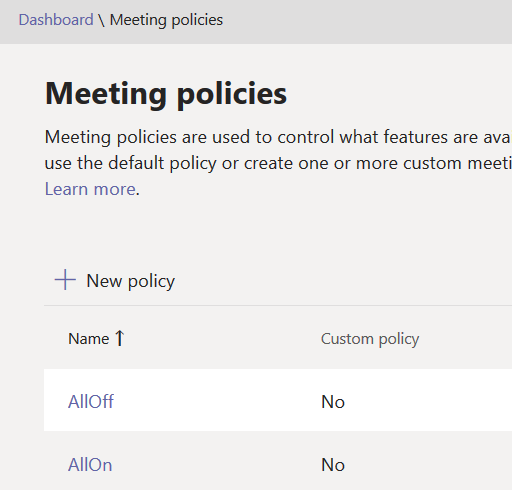 Dashboard \ Meeting policies
Meeting policies
Meeting policies are used to control what features are ava
use the default policy or create one or more custom meeti
Learn more.
New policy
Name ↑ Custom policy
AllOff No
AllOn No